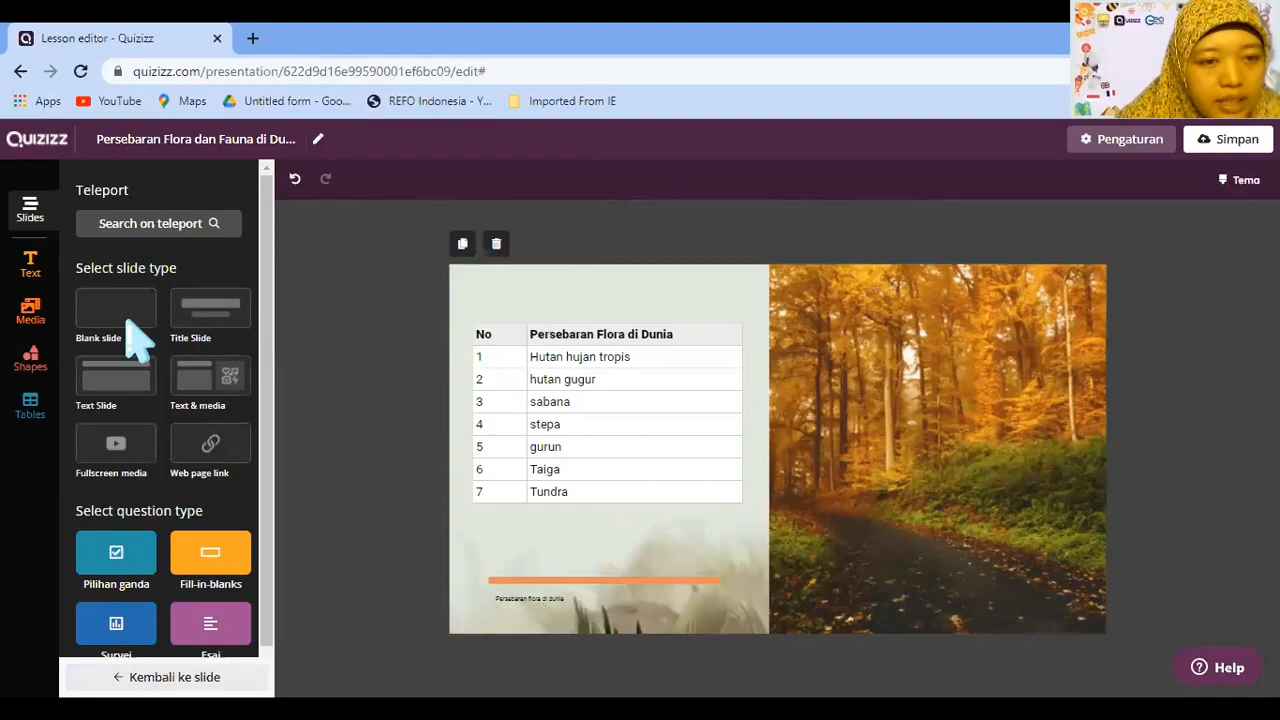 Lesson editor - Quizizz
quizizz.com/presentation/622d9d16e99590001ef6bc09/edit#
Apps YouTube Maps Untitled form - Goo... REFO Indonesia - Y... Imported From IE
QUIZIZZ Persebaran Flora dan Fauna di Du... Pengaturan Simpan
Tema
Slides
Text
Media
Shapes
Tables
Teleport
Search on teleport
Select slide type
Blank slide Title Slide
Text Slide Text & media
Fullscreen media Web page link
Select question type
Pilihan ganda Fill-in-blanks
Survei Esai
Kembali ke slide
No Persebaran Flora di Dunia
1 Hutan hujan tropis
2 hutan gugur
3 sabana
4 stepa
5 gurun
6 Taiga
7 Tundra
Persebaran flora di dunia
Help